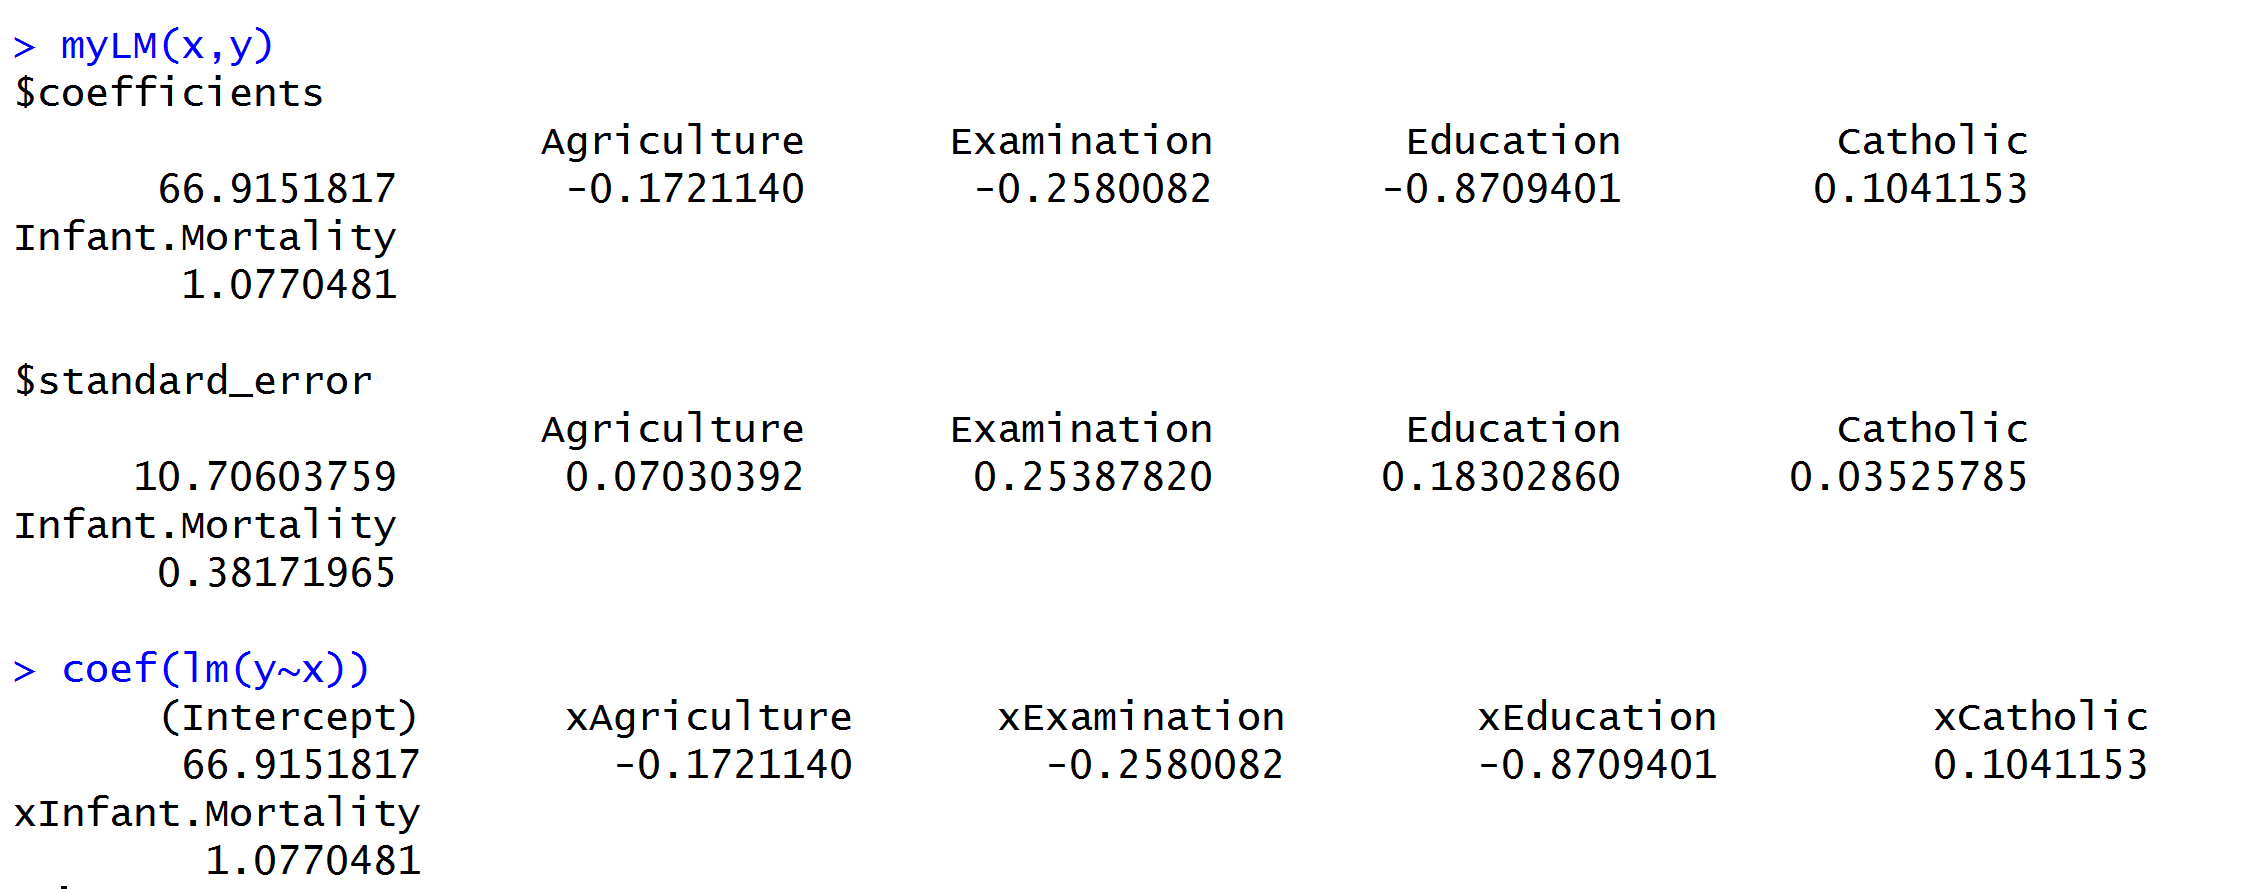 > myLM(x,y)
$coefficients
Agriculture Examination Education Catholic
66.9151817 -0.1721140 -0.2580082 -0.8709401 0.1041153
Infant.Mortality
1.0770481
$standard_error
Agriculture Examination Education Catholic
10.70603759 0.07030392 0.25387820 0.18302860 0.03525785
Infant.Mortality
0.38171965
> coef(lm(y~x))
(Intercept) xAgriculture xExamination xEducation xCatholic
66.9151817 -0.1721140 -0.2580082 -0.8709401 0.1041153
xInfant.Mortality
1.0770481